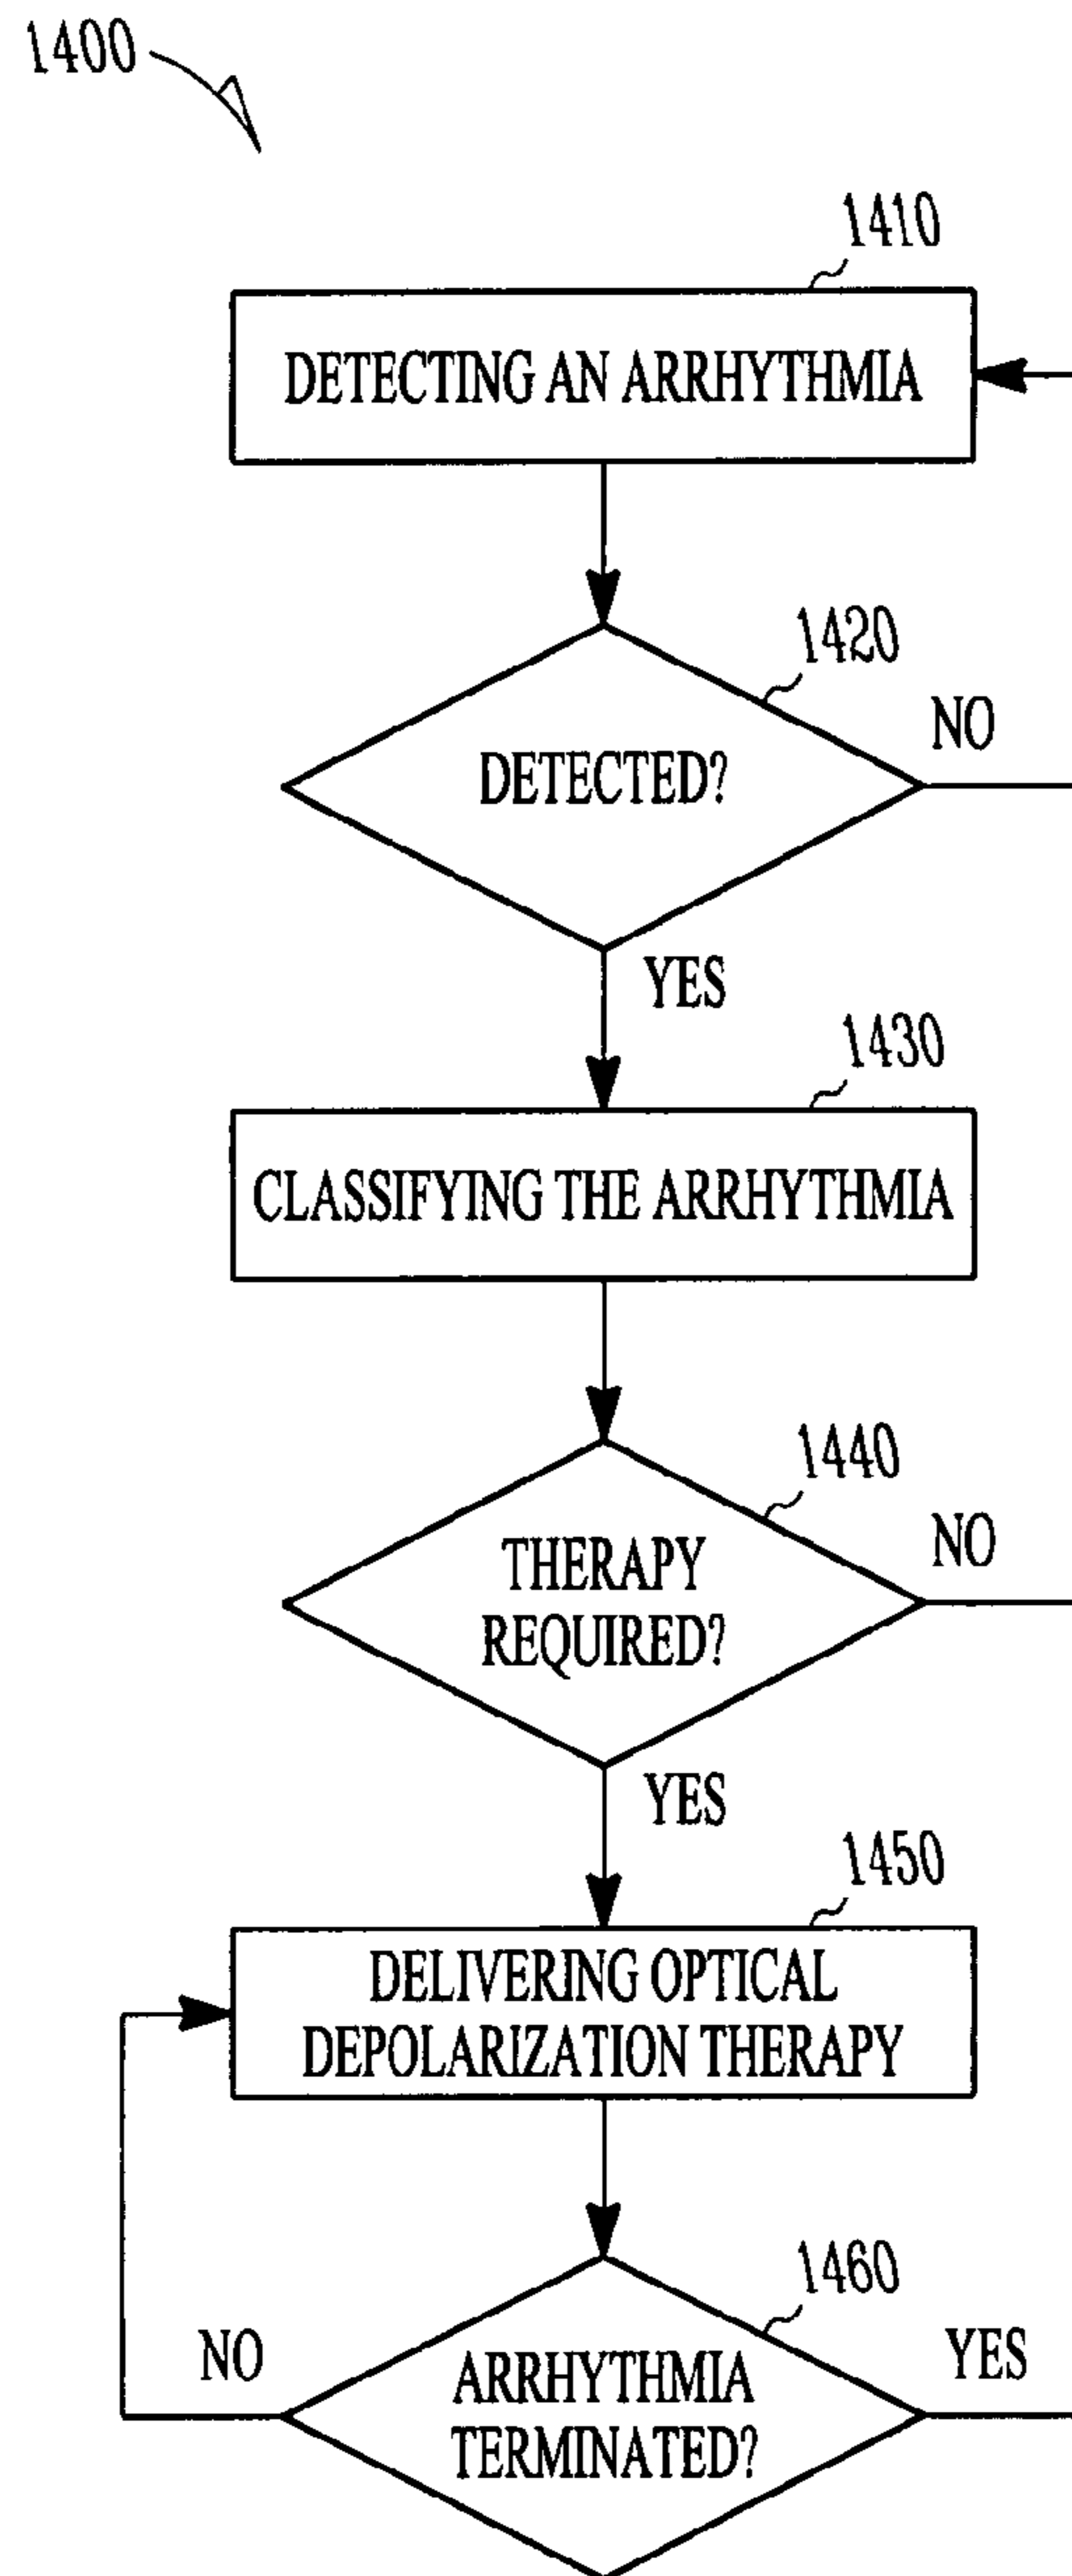 1400
1410
DETECTING AN ARRHYTHMIA
1420
NO
DETECTED?
YES
1430
CLASSIFYING THE ARRHYTHMIA
1440
NO
THERAPY
REQUIRED?
YES
1450
DELIVERING OPTICAL
DEPOLARIZATION THERAPY
1460
NO
YES
ARRHYTHMIA
TERMINATED?